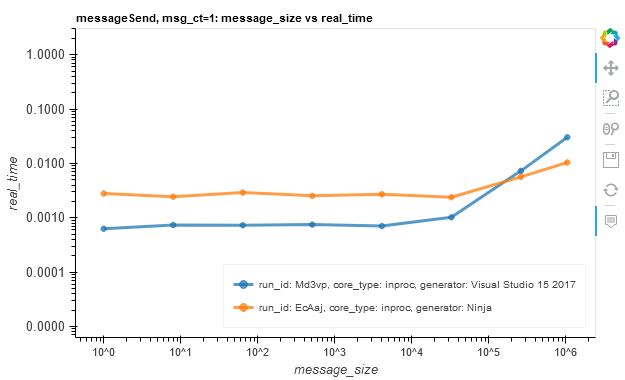 messageSend, msg_ct=1: message_size vs real_time
1.0000
0.1000
0.0100
0.0010
0.0001
0.0000
real_time
run_id: Md3vp, core_type: inproc, generator: Visual Studio 15 2017
run_id: EcAaj, core_type: inproc, generator: Ninja
10^0
10^1
10^2
10^3
10^4
10^5
10^6
message_size